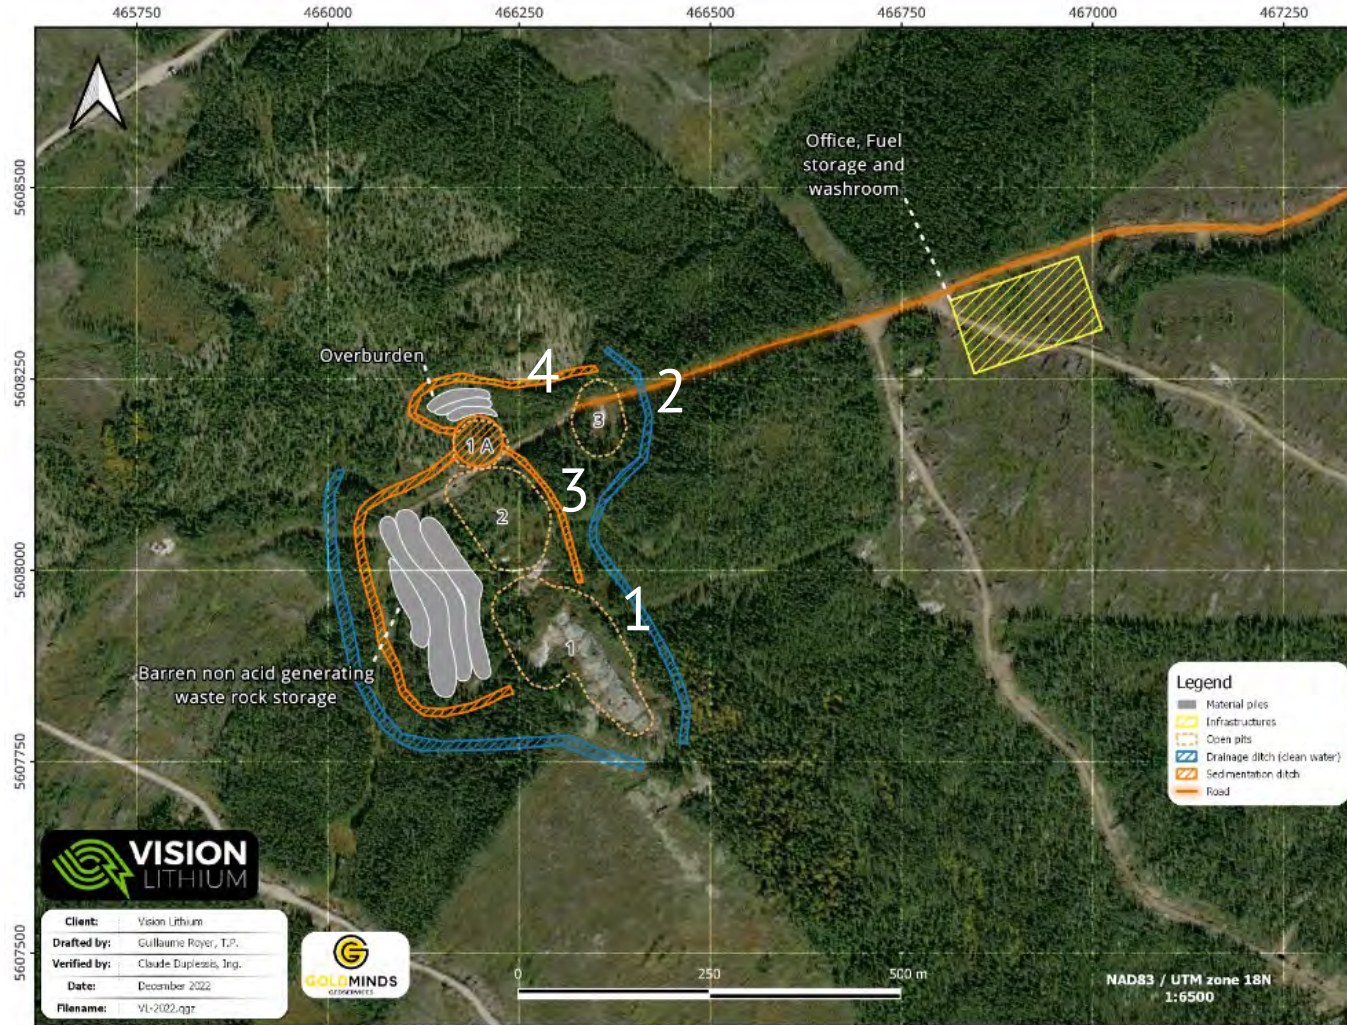 465750 466000 466250 466500 466750 467000 467250
5608500
5608250
5608000
5607750
5607500
Office, Fuel
storage and
washroom
Overburden
4
2
3
1 A
3
2
1
1
Barren non acid generating
waste rock storage
Legend
Material piles
Infrastructures
Open pits
Drainage ditch (clean water)
Sedimentation ditch
Road
VISION
LITHIUM
Client: Vision Lithium
Drafted by: Guillaume Royer, T.P.
Verified by: Claude Duplessis, Ing.
Date: December 2022
Filename: VL-2022.qgz
G
GOLDMINDS
GEOSERVICES
0 250 500 m
NAD83 / UTM zone 18N
1:6500